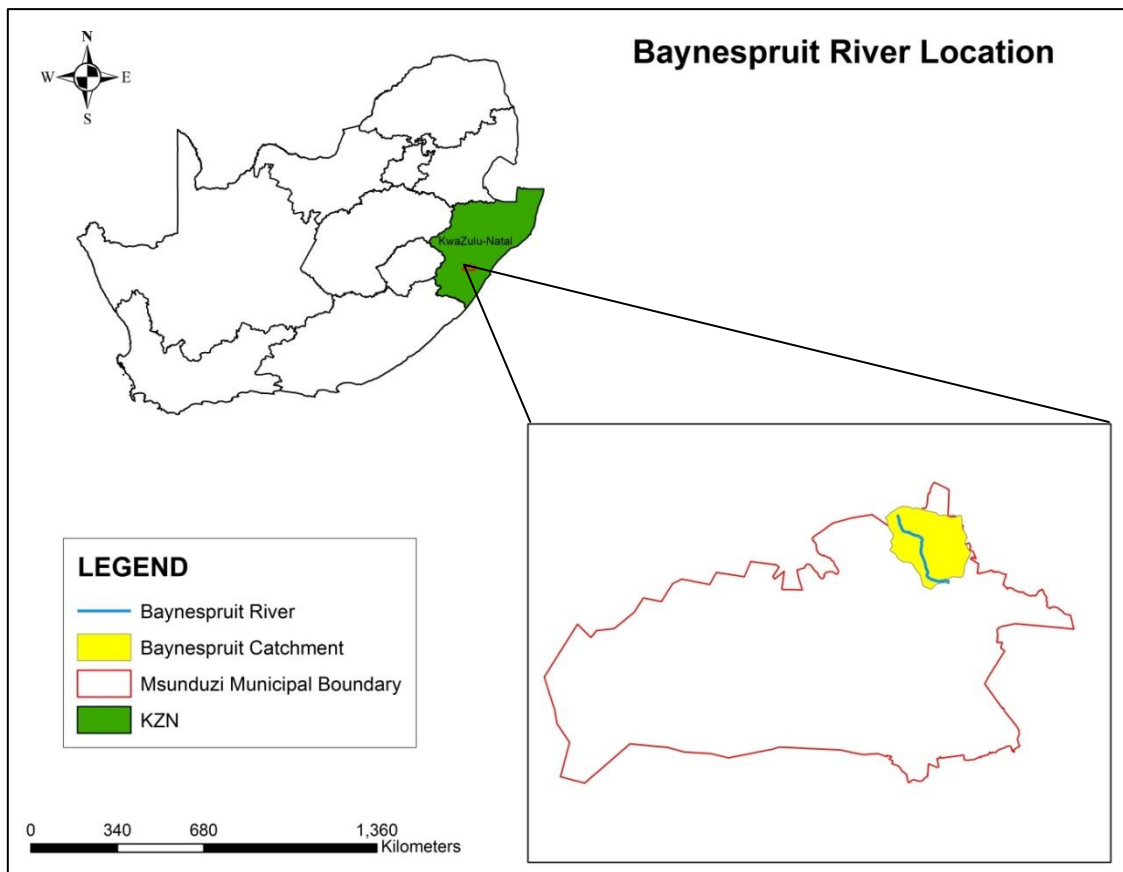 Baynespruit River Location
N
W E
S
KwaZulu-Natal
LEGEND
Baynespruit River
Baynespruit Catchment
Msunduzi Municipal Boundary
KZN
0 340 680 1,360
Kilometers